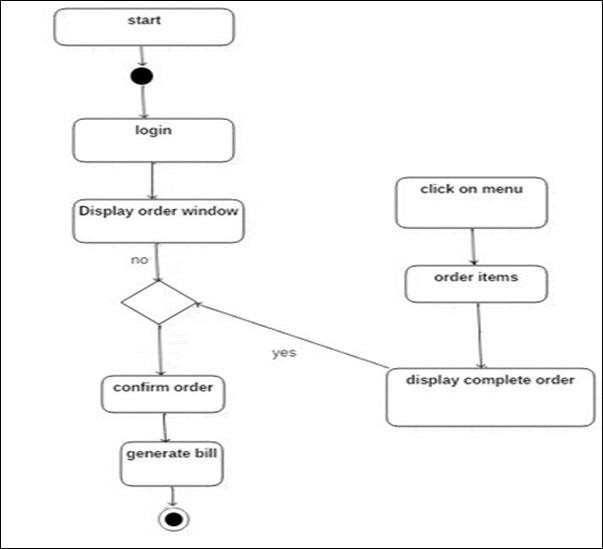 start
login
Display order window
no
confirm order
generate bill
click on menu
order items
display complete order
yes